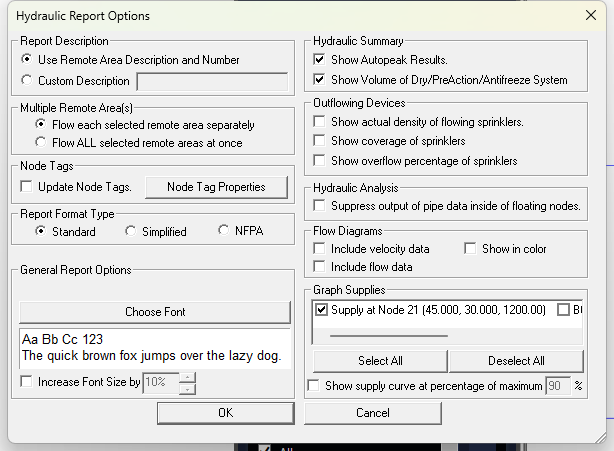 Hydraulic Report Options
Report Description
Use Remote Area Description and Number
Custom Description
Multiple Remote Area(s)
Flow each selected remote area separately
Flow ALL selected remote areas at once
Node Tags
Update Node Tags.
Node Tag Properties
Report Format Type
Standard
Simplified
NFPA
General Report Options
Choose Font
Aa Bb Cc 123
The quick brown fox jumps over the lazy dog.
Increase Font Size by 10%
Hydraulic Summary
Show Autopeak Results.
Show Volume of Dry/PreAction/Antifreeze System
Outflowing Devices
Show actual density of flowing sprinklers.
Show coverage of sprinklers
Show overflow percentage of sprinklers
Hydraulic Analysis
Suppress output of pipe data inside of floating nodes.
Flow Diagrams
Include velocity data
Show in color
Include flow data
Graph Supplies
Supply at Node 21 (45.000, 30.000, 1200.00)
Select All
Deselect All
Show supply curve at percentage of maximum 90 %
OK
Cancel